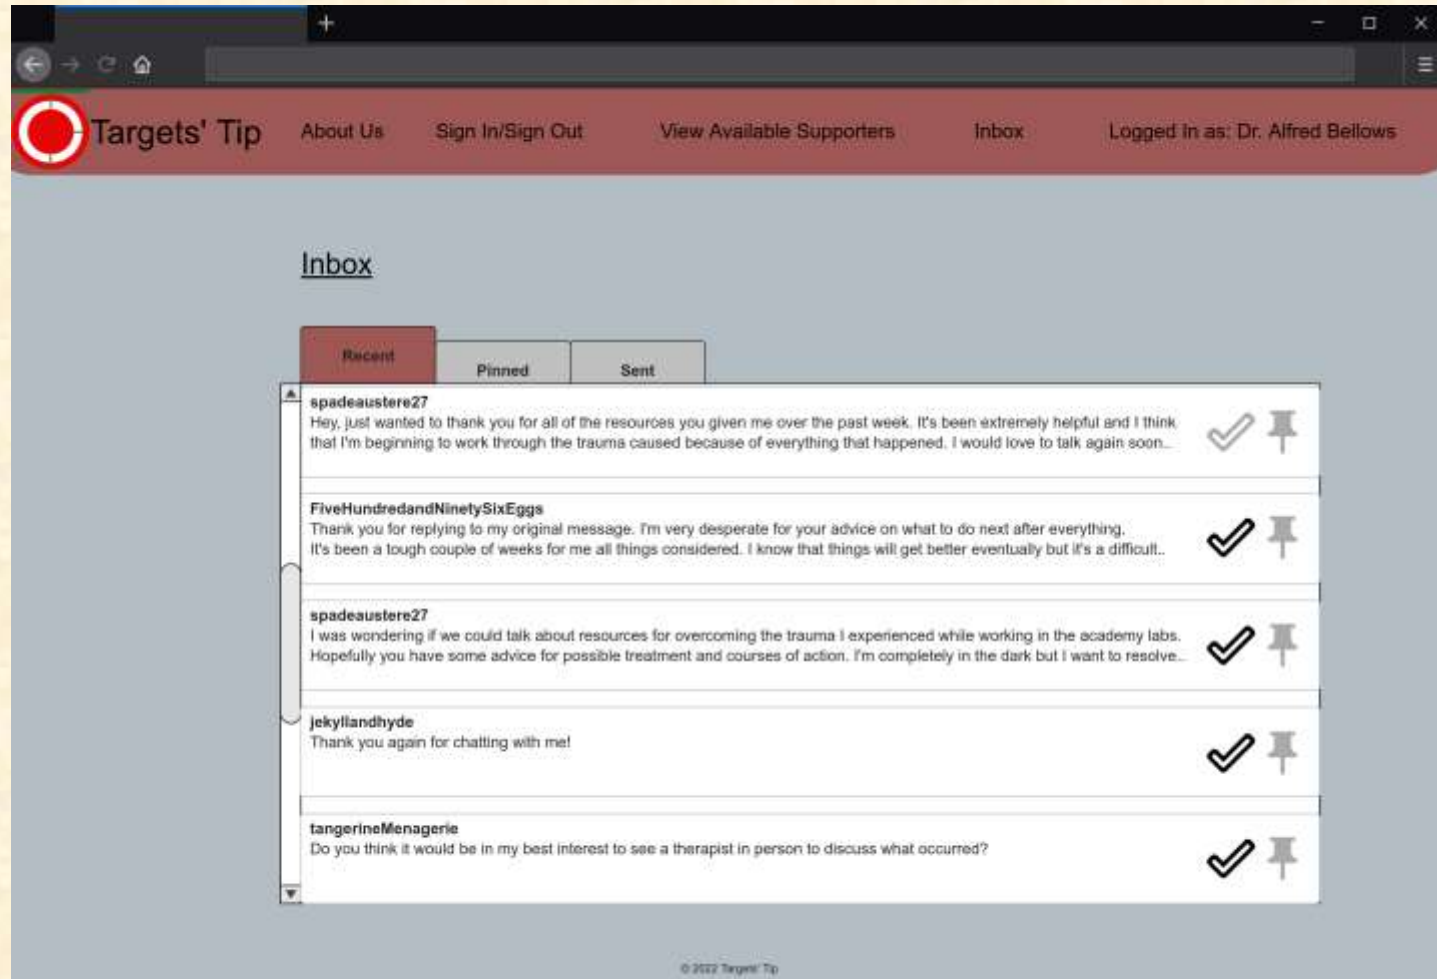 Targets' Tip
About Us
Sign In/Sign Out
View Available Supporters
Inbox
Logged In as: Dr. Alfred Bellows
Inbox
Recent
Pinned
Sent
spadeaustere27
Hey, just wanted to thank you for all of the resources you given me over the past week. It's been extremely helpful and I think
that I'm beginning to work through the trauma caused because of everything that happened. I would love to talk again soon..
FiveHundredandNinetySixEggs
Thank you for replying to my original message. I'm very desperate for your advice on what to do next after everything.
It's been a tough couple of weeks for me all things considered. I know that things will get better eventually but it's a difficult..
spadeaustere27
I was wondering if we could talk about resources for overcoming the trauma I experienced while working in the academy labs.
Hopefully you have some advice for possible treatment and courses of action. I'm completely in the dark but I want to resolve..
jekyllandhyde
Thank you again for chatting with me!
tangerineMenagerie
Do you think it would be in my best interest to see a therapist in person to discuss what occurred?
© 2022 Targets' Tip